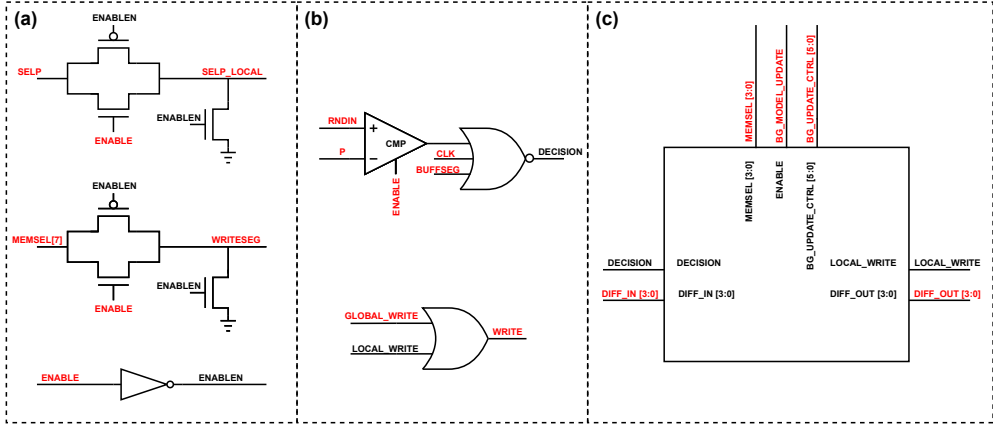 (a)
ENABLEN
SELP
SELP_LOCAL
ENABLEN
ENABLE
ENABLEN
MEMSEL[7]
WRITESEG
ENABLEN
ENABLE
ENABLE
ENABLEN
(b)
RNDIN
+
CMP
P
−
CLK
DECISION
BUFFSEG
ENABLE
GLOBAL_WRITE
WRITE
LOCAL_WRITE
(c)
MEMSEL [3:0]
BG_MODEL_UPDATE
BG_UPDATE_CTRL [5:0]
MEMSEL [3:0]
ENABLE
BG_UPDATE_CTRL [5:0]
DECISION
DECISION
LOCAL_WRITE
LOCAL_WRITE
DIFF_IN [3:0]
DIFF_IN [3:0]
DIFF_OUT [3:0]
DIFF_OUT [3:0]